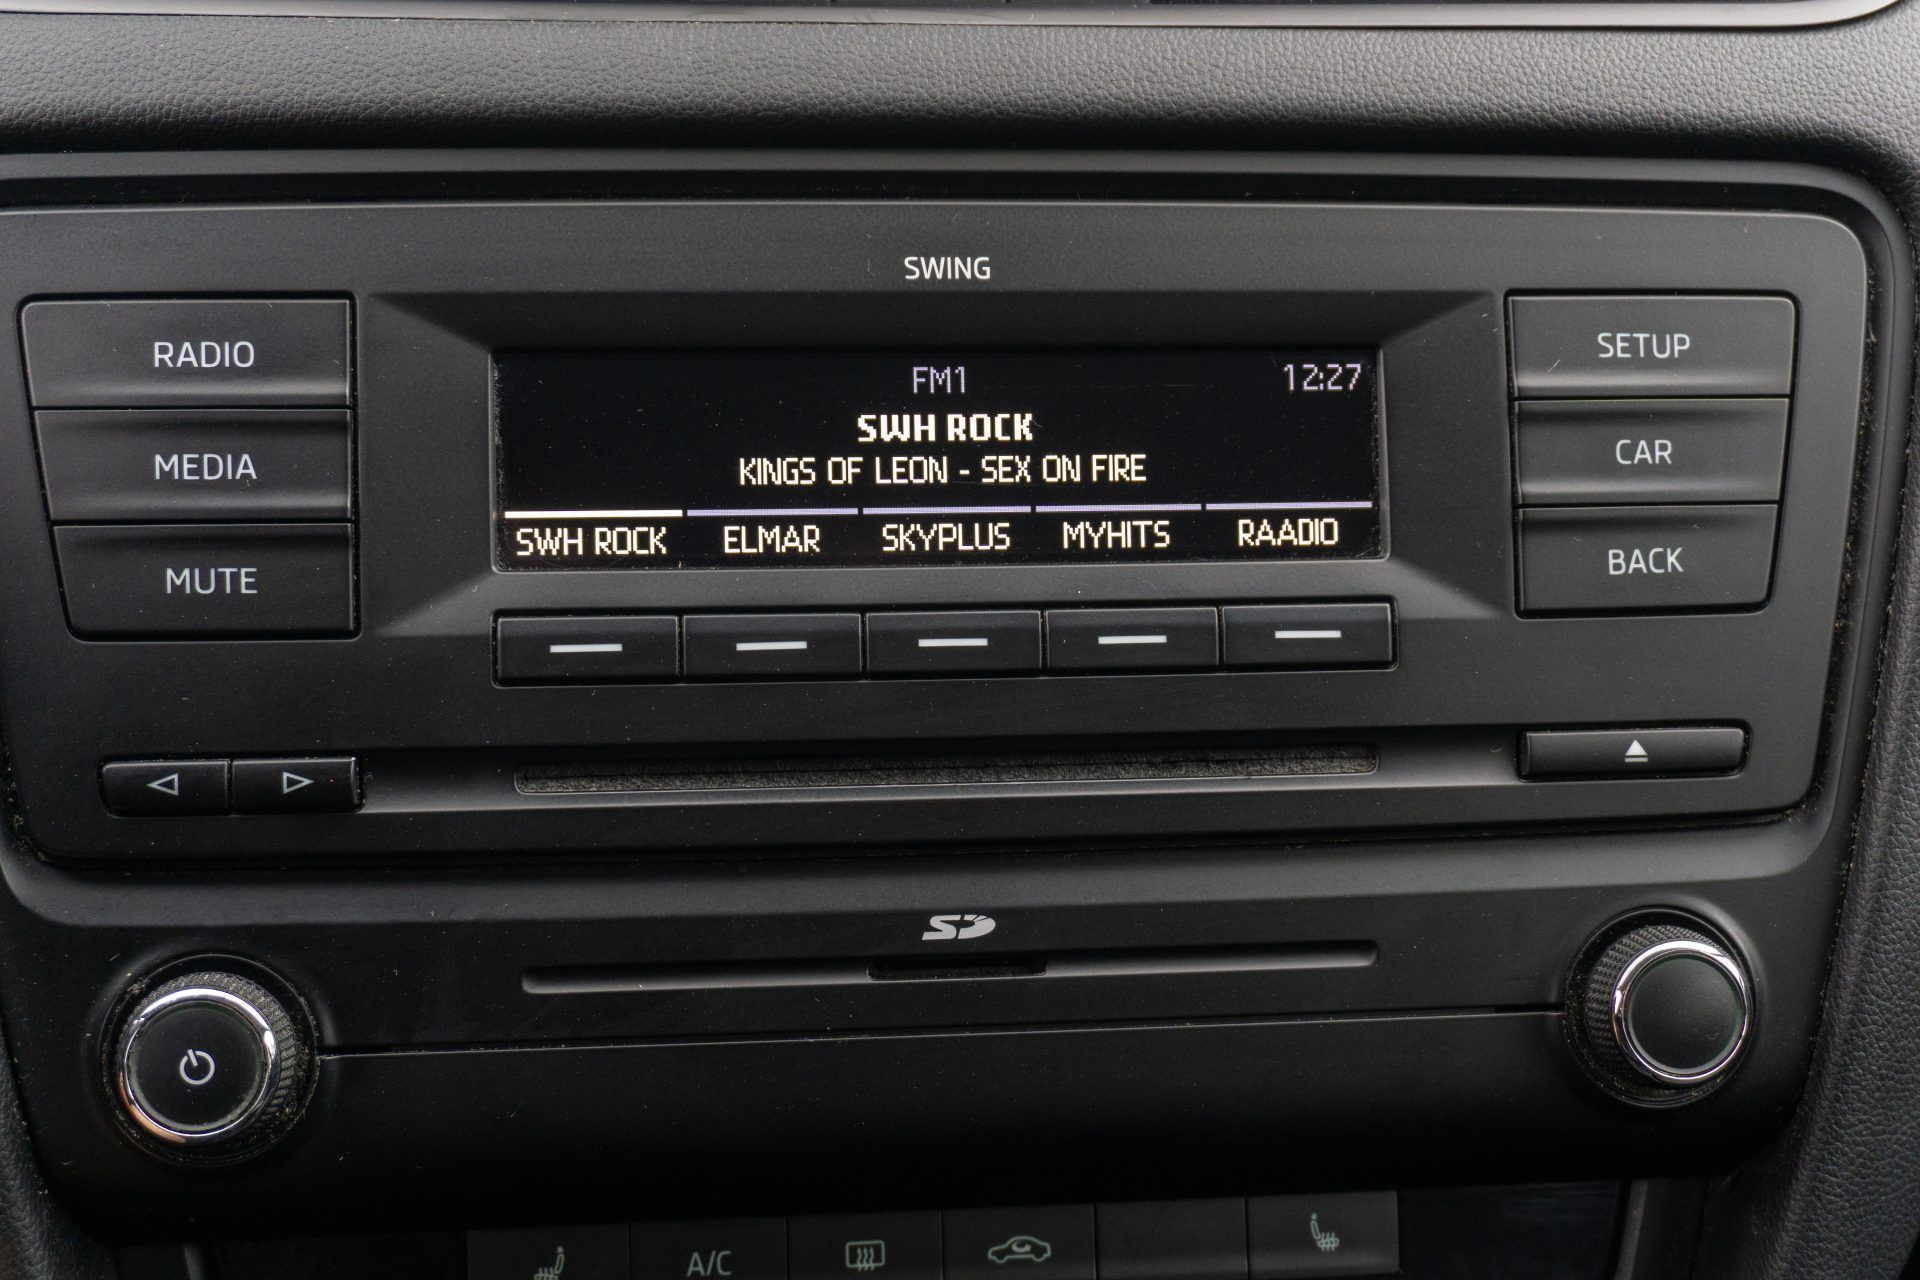 SWING
RADIO
MEDIA
MUTE
FM1 12:27
SWH ROCK
KINGS OF LEON - SEX ON FIRE
SWH ROCK ELMAR SKYPLUS MYHITS RAADIO
SETUP
CAR
BACK
SD
A/C